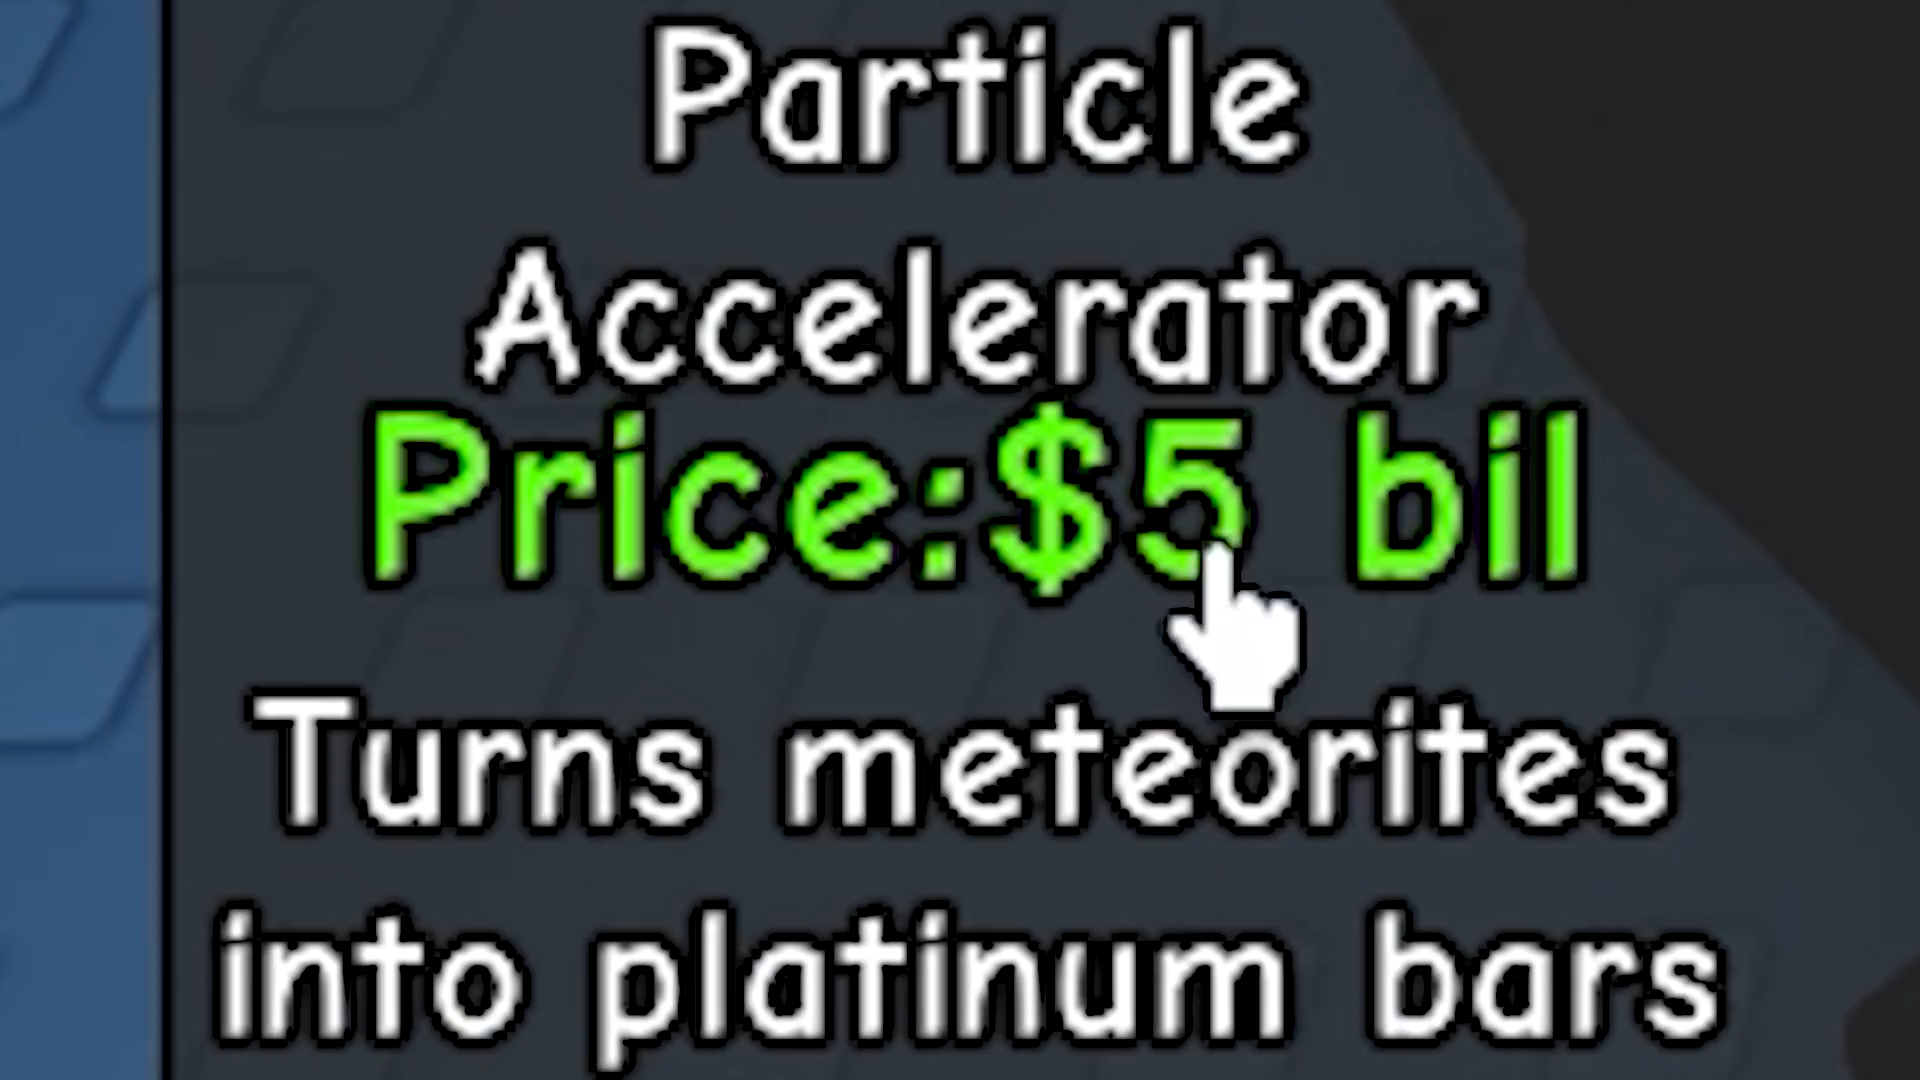 Particle
Accelerator
Price:$5 bil
Turns meteorites
into platinum bars